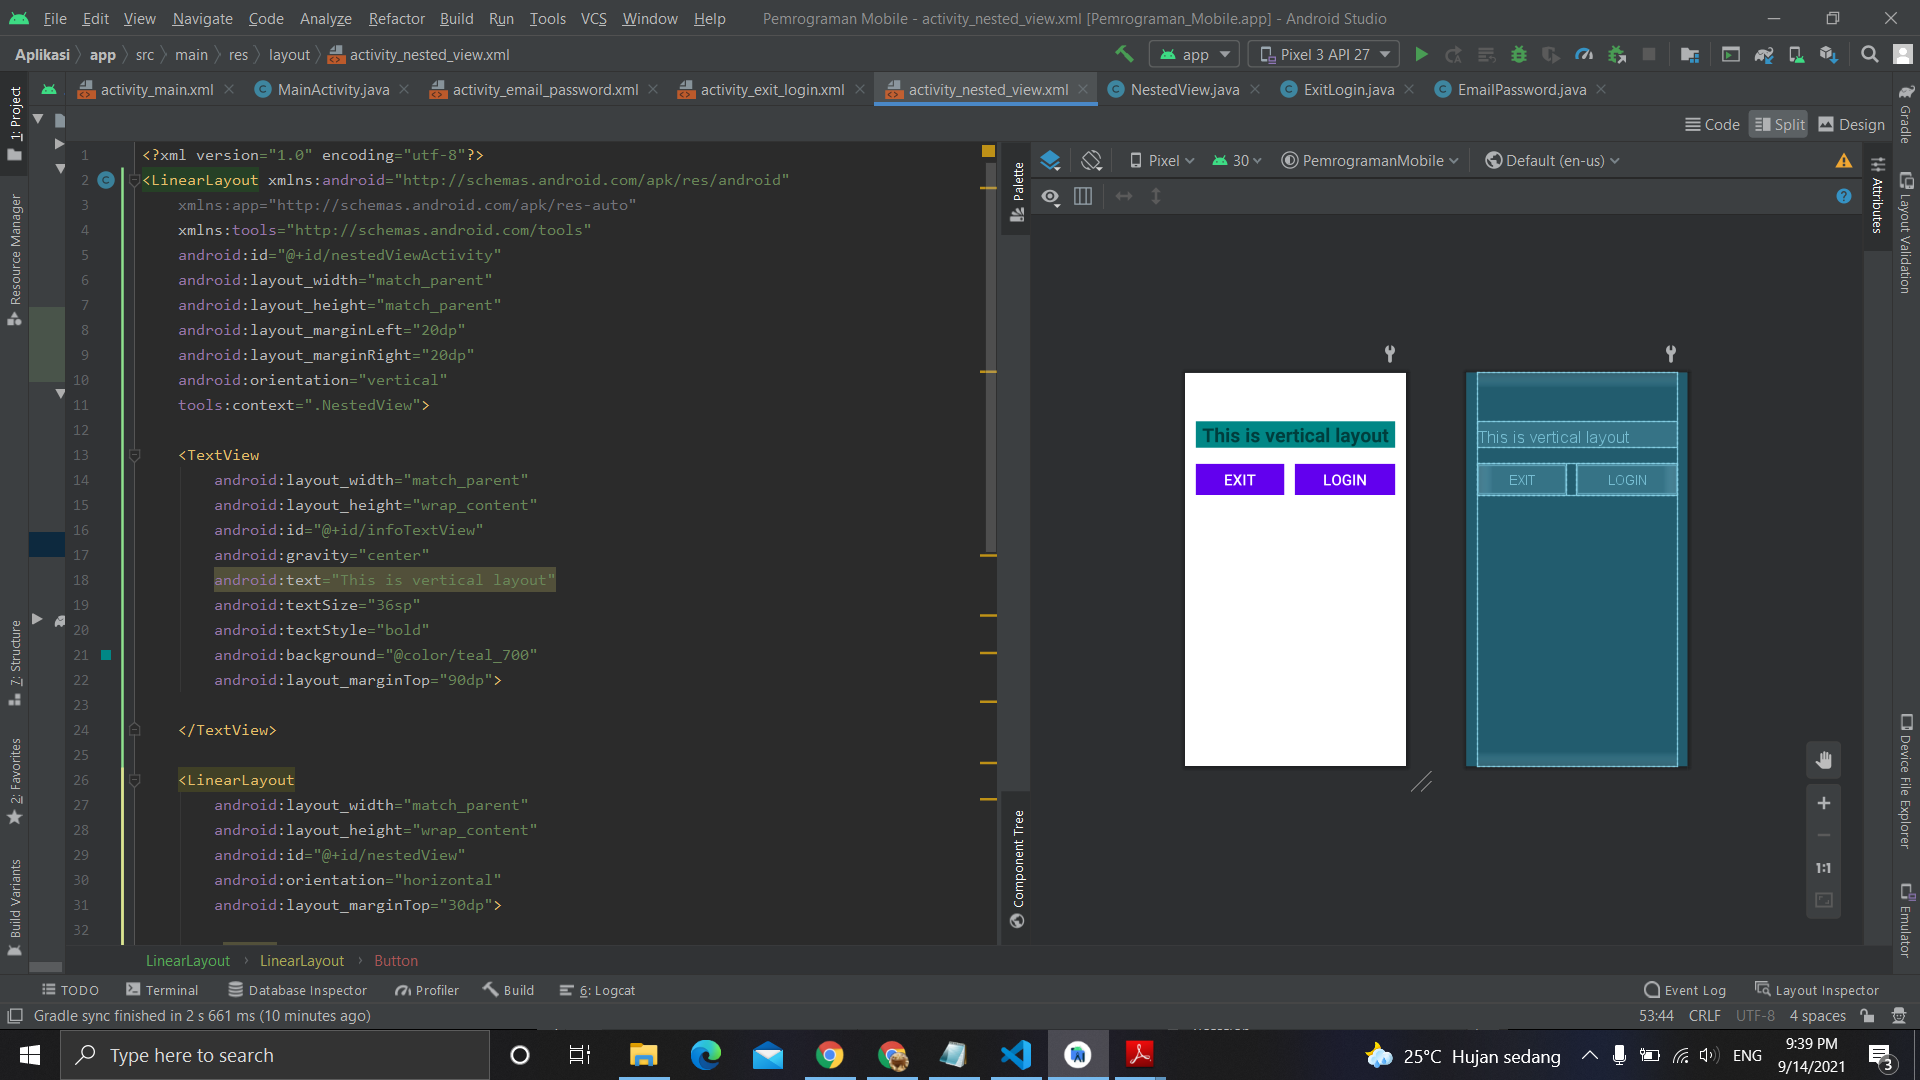 File Edit View Navigate Code Analyze Refactor Build Run Tools VCS Window Help Pemrograman Mobile - activity_nested_view.xml [Pemrograman_Mobile.app] - Android Studio
Aplikasi app src main res layout activity_nested_view.xml app Pixel 3 API 27
activity_main.xml MainActivity.java activity_email_password.xml activity_exit_login.xml activity_nested_view.xml NestedView.java ExitLogin.java EmailPassword.java
Code Split Design
1: Project
Resource Manager
7: Structure
2: Favorites
Build Variants
1 <?xml version="1.0" encoding="utf-8"?>
2 <LinearLayout xmlns:android="http://schemas.android.com/apk/res/android"
3 xmlns:app="http://schemas.android.com/apk/res-auto"
4 xmlns:tools="http://schemas.android.com/tools"
5 android:id="@+id/nestedViewActivity"
6 android:layout_width="match_parent"
7 android:layout_height="match_parent"
8 android:layout_marginLeft="20dp"
9 android:layout_marginRight="20dp"
10 android:orientation="vertical"
11 tools:context=".NestedView">
12
13 <TextView
14 android:layout_width="match_parent"
15 android:layout_height="wrap_content"
16 android:id="@+id/infoTextView"
17 android:gravity="center"
18 android:text="This is vertical layout"
19 android:textSize="36sp"
20 android:textStyle="bold"
21 android:background="@color/teal_700"
22 android:layout_marginTop="90dp">
23
24 </TextView>
25
26 <LinearLayout
27 android:layout_width="match_parent"
28 android:layout_height="wrap_content"
29 android:id="@+id/nestedView"
30 android:orientation="horizontal"
31 android:layout_marginTop="30dp">
32
Palette
Component Tree
Pixel 30 PemrogramanMobile Default (en-us)
This is vertical layout
EXIT LOGIN
This is vertical layout
EXIT LOGIN
1:1
Attributes
Gradle
Layout Validation
Device File Explorer
Emulator
LinearLayout LinearLayout Button
TODO Terminal Database Inspector Profiler Build 6: Logcat Event Log Layout Inspector
Gradle sync finished in 2 s 661 ms (10 minutes ago) 53:44 CRLF UTF-8 4 spaces
Type here to search 25°C Hujan sedang ENG 9:39 PM
9/14/2021
3